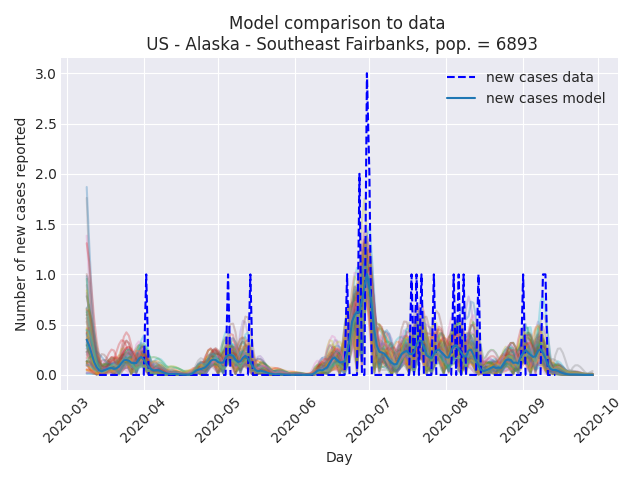 Model comparison to data
US - Alaska - Southeast Fairbanks, pop. = 6893
new cases data
new cases model
Number of new cases reported
3.0
2.5
2.0
1.5
1.0
0.5
0.0
2020-03
2020-04
2020-05
2020-06
2020-07
2020-08
2020-09
2020-10
Day